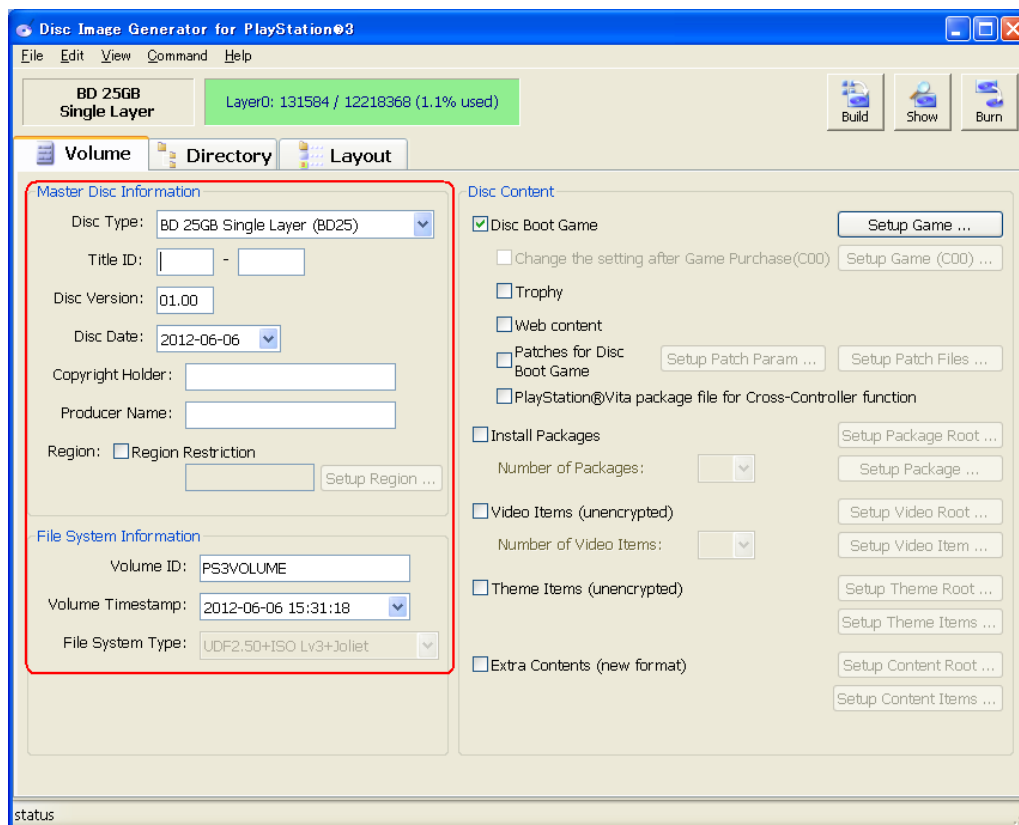 Disc Image Generator for PlayStation®3
File Edit View Command Help
BD 25GB
Single Layer
Layer0: 131584 / 12218368 (1.1% used)
Build Show Burn
Volume Directory Layout
Master Disc Information
Disc Type: BD 25GB Single Layer (BD25)
Title ID: -
Disc Version: 01.00
Disc Date: 2012-06-06
Copyright Holder:
Producer Name:
Region: Region Restriction
Setup Region ...
File System Information
Volume ID: PS3VOLUME
Volume Timestamp: 2012-06-06 15:31:18
File System Type: UDF2.50+ISO Lv3+Joliet
Disc Content
Disc Boot Game Setup Game ...
Change the setting after Game Purchase(C00) Setup Game (C00) ...
Trophy
Web content
Patches for Disc
Boot Game Setup Patch Param ... Setup Patch Files ...
PlayStation®Vita package file for Cross-Controller function
Install Packages Setup Package Root ...
Number of Packages: Setup Package ...
Video Items (unencrypted) Setup Video Root ...
Number of Video Items: Setup Video Item ...
Theme Items (unencrypted) Setup Theme Root ...
Setup Theme Items ...
Extra Contents (new format) Setup Content Root ...
Setup Content Items ...
status